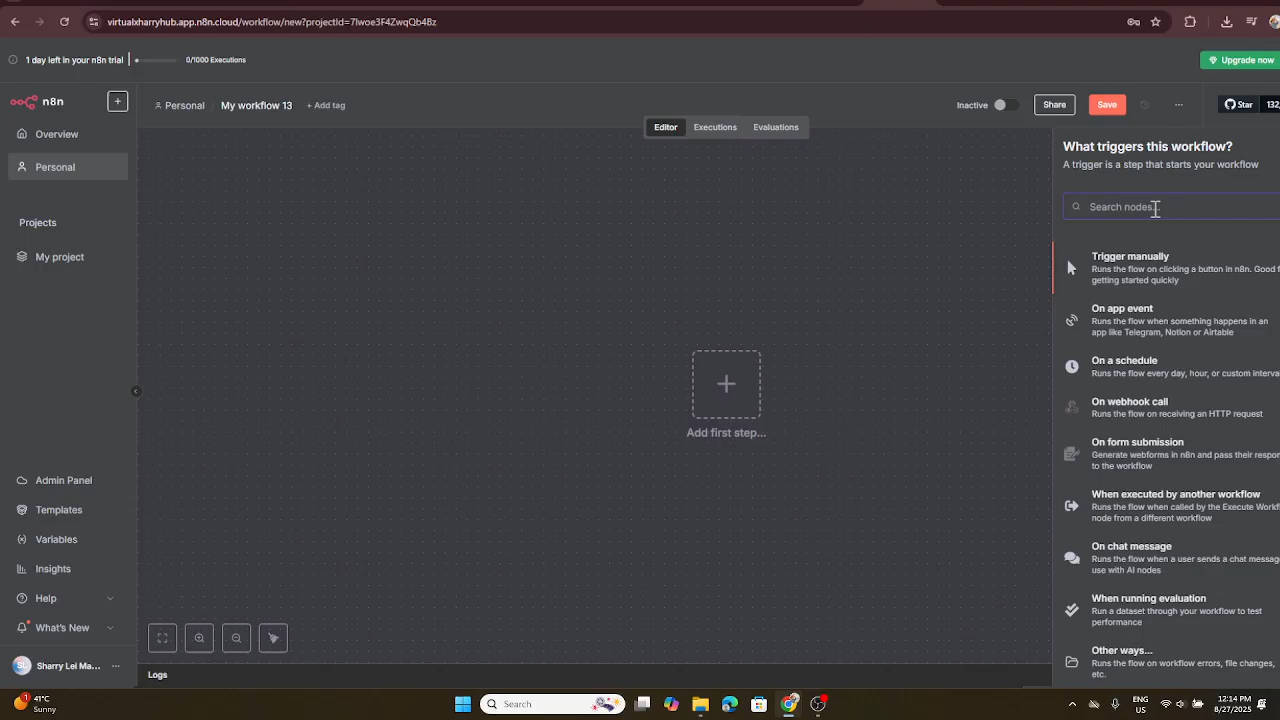 virtualxharryhub.app.n8n.cloud/workflow/new?projectId=7lwoe3F4ZwqQb4Bz
1 day left in your n8n trial
0/1000 Executions
Upgrade now
n8n
Personal
My workflow 13
+ Add tag
Inactive
Share
Save
Star
132,
Editor
Executions
Evaluations
Overview
Personal
Projects
My project
Admin Panel
Templates
Variables
Insights
Help
What's New
SL
Sharry Lei Ma...
Add first step...
Logs
What triggers this workflow?
A trigger is a step that starts your workflow
Search nodes...
Trigger manually
Runs the flow on clicking a button in n8n. Good f
getting started quickly
On app event
Runs the flow when something happens in an
app like Telegram, Notion or Airtable
On a schedule
Runs the flow every day, hour, or custom interva
On webhook call
Runs the flow on receiving an HTTP request
On form submission
Generate webforms in n8n and pass their respon
to the workflow
When executed by another workflow
Runs the flow when called by the Execute Workf
node from a different workflow
On chat message
Runs the flow when a user sends a chat message
use with AI nodes
When running evaluation
Run a dataset through your workflow to test
performance
Other ways...
Runs the flow on workflow errors, file changes,
etc.
1
41°C
Sunny
Search
ENG
12:14 PM
8/27/2025